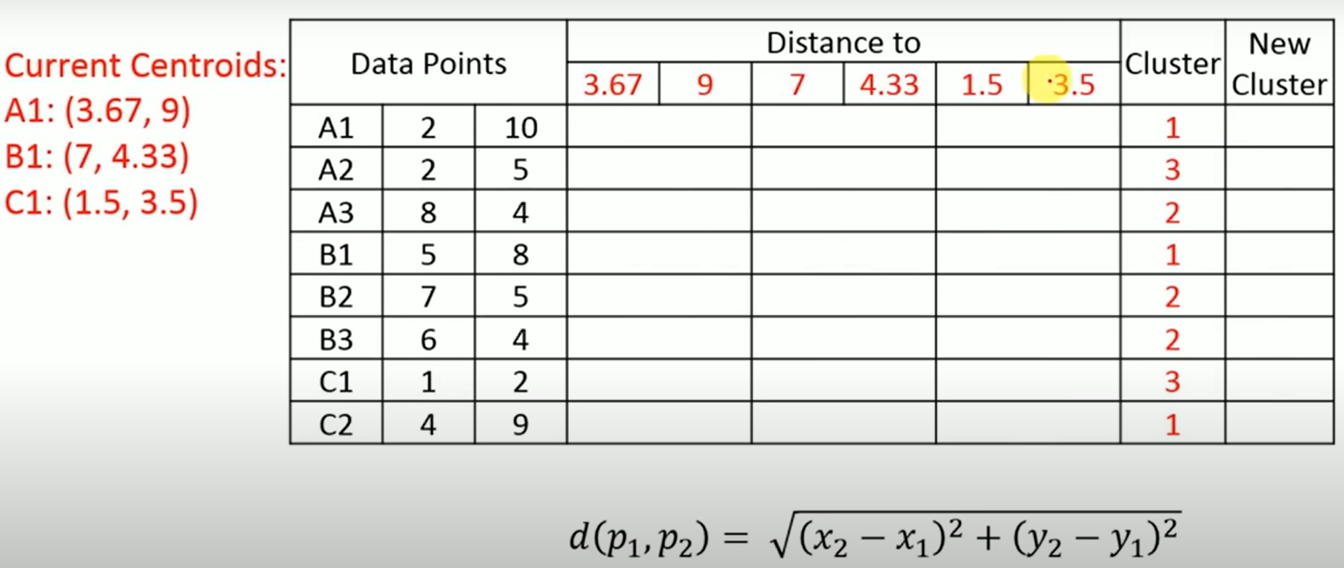 Current Centroids:
A1: (3.67, 9)
B1: (7, 4.33)
C1: (1.5, 3.5)
Data Points Distance to Cluster New Cluster
3.67 9 7 4.33 1.5 3.5
A1 2 10 1
A2 2 5 3
A3 8 4 2
B1 5 8 1
B2 7 5 2
B3 6 4 2
C1 1 2 3
C2 4 9 1
d(p₁, p₂) = √(x₂ − x₁)² + (y₂ − y₁)²